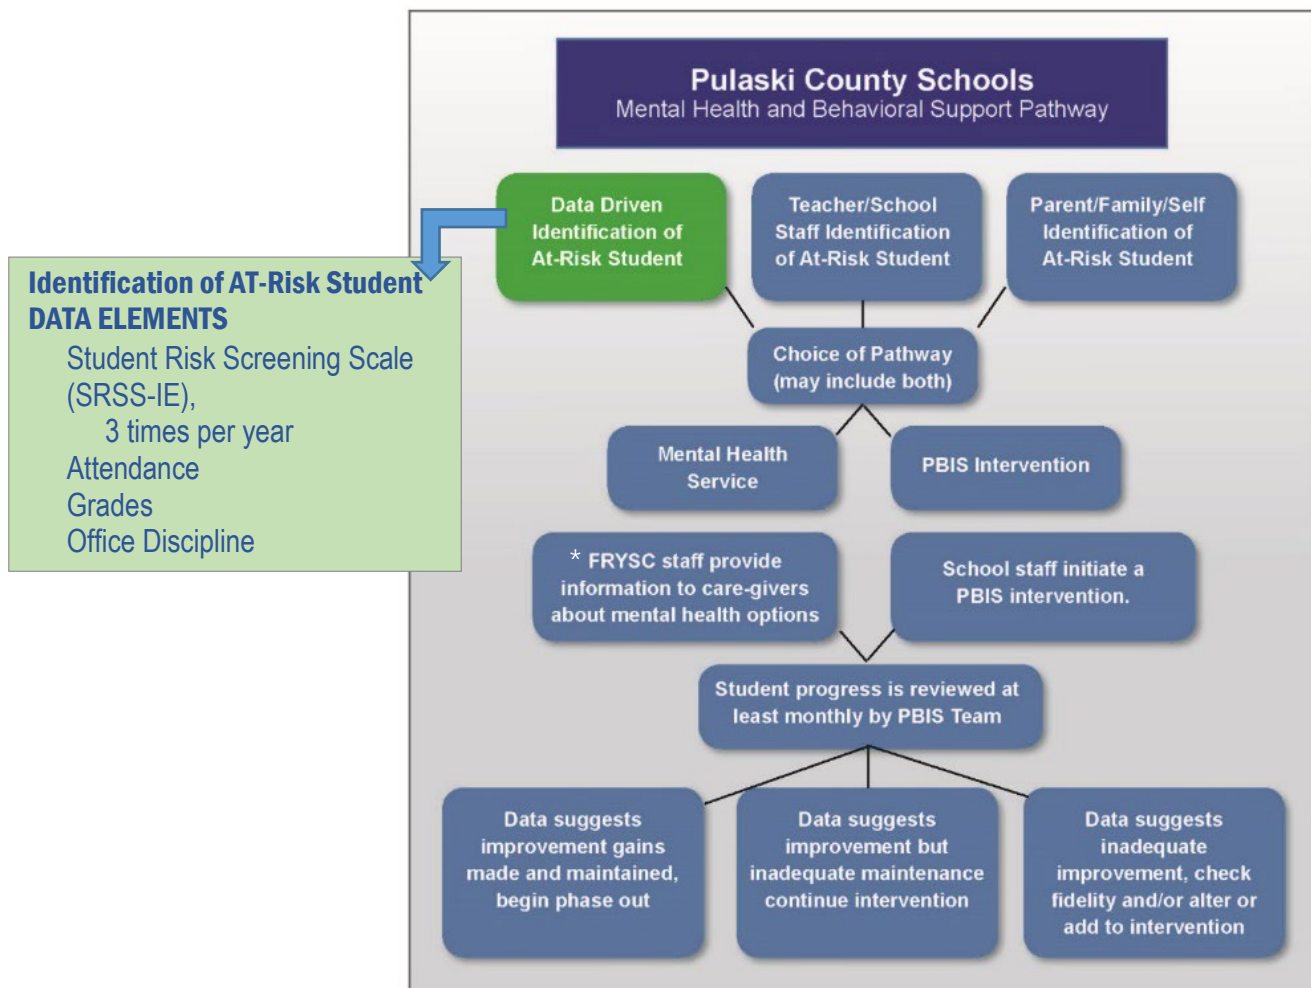 Pulaski County Schools
Mental Health and Behavioral Support Pathway
Data Driven
Identification of
At-Risk Student
Teacher/School
Staff Identification
of At-Risk Student
Parent/Family/Self
Identification of
At-Risk Student
Identification of AT-Risk Student
DATA ELEMENTS
Student Risk Screening Scale
(SRSS-IE),
3 times per year
Attendance
Grades
Office Discipline
Choice of Pathway
(may include both)
Mental Health
Service
PBIS Intervention
* FRYSC staff provide
information to care-givers
about mental health options
School staff initiate a
PBIS intervention.
Student progress is reviewed at
least monthly by PBIS Team
Data suggests
improvement gains
made and maintained,
begin phase out
Data suggests
improvement but
inadequate maintenance
continue intervention
Data suggests
inadequate
improvement, check
fidelity and/or alter or
add to intervention